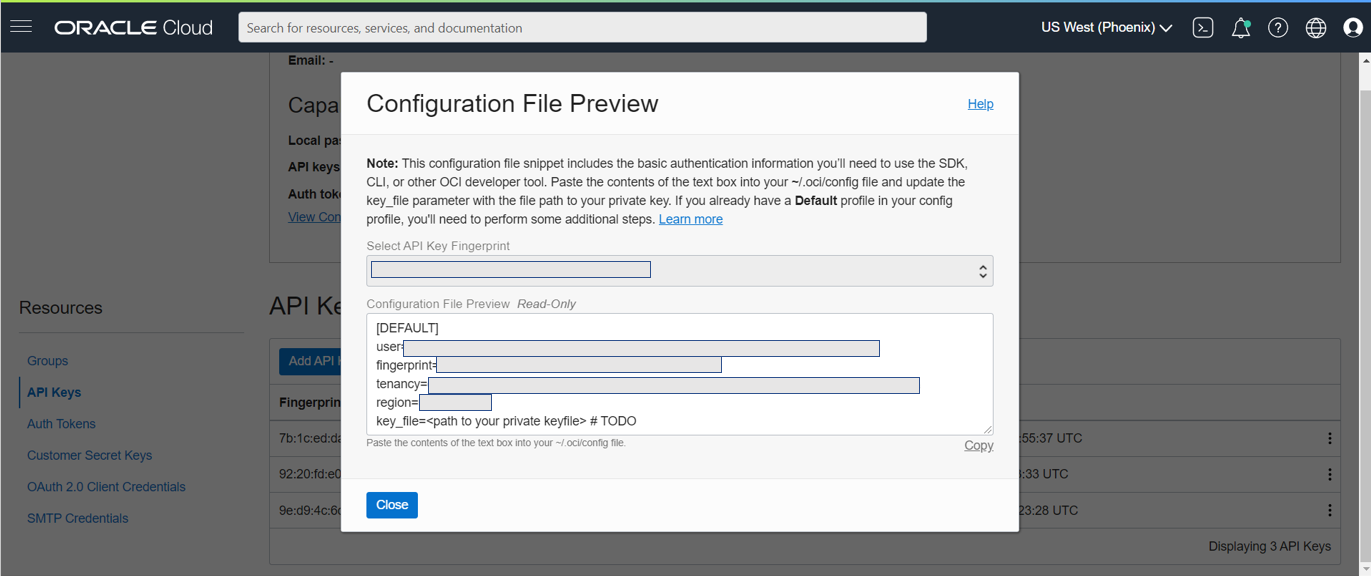 ORACLE Cloud
Search for resources, services, and documentation
US West (Phoenix)
Email: -
Capa
Local pa
API keys
Auth
View Con
Configuration File Preview
Help
Note: This configuration file snippet includes the basic authentication information you'll need to use the SDK,
CLI, or other OCI developer tool. Paste the contents of the text box into your ~/.oci/config file and update the
key_file parameter with the file path to your private key. If you already have a Default profile in your config
profile, you'll need to perform some additional steps. Learn more
Select API Key Fingerprint
Configuration File Preview Read-Only
[DEFAULT]
user=
fingerprint=
tenancy=
region=
key_file=<path to your private keyfile> # TODO
Paste the contents of the text box into your ~/.oci/config file.
Copy
Close
Resources
Groups
API Keys
Auth Tokens
Customer Secret Keys
OAuth 2.0 Client Credentials
SMTP Credentials
API Ke
Add API
Fingerprin
7b:1c:ed:da :55:37 UTC
92:20:fd:e0 :33 UTC
9e:d9:4c:6c 23:28 UTC
Displaying 3 API Keys